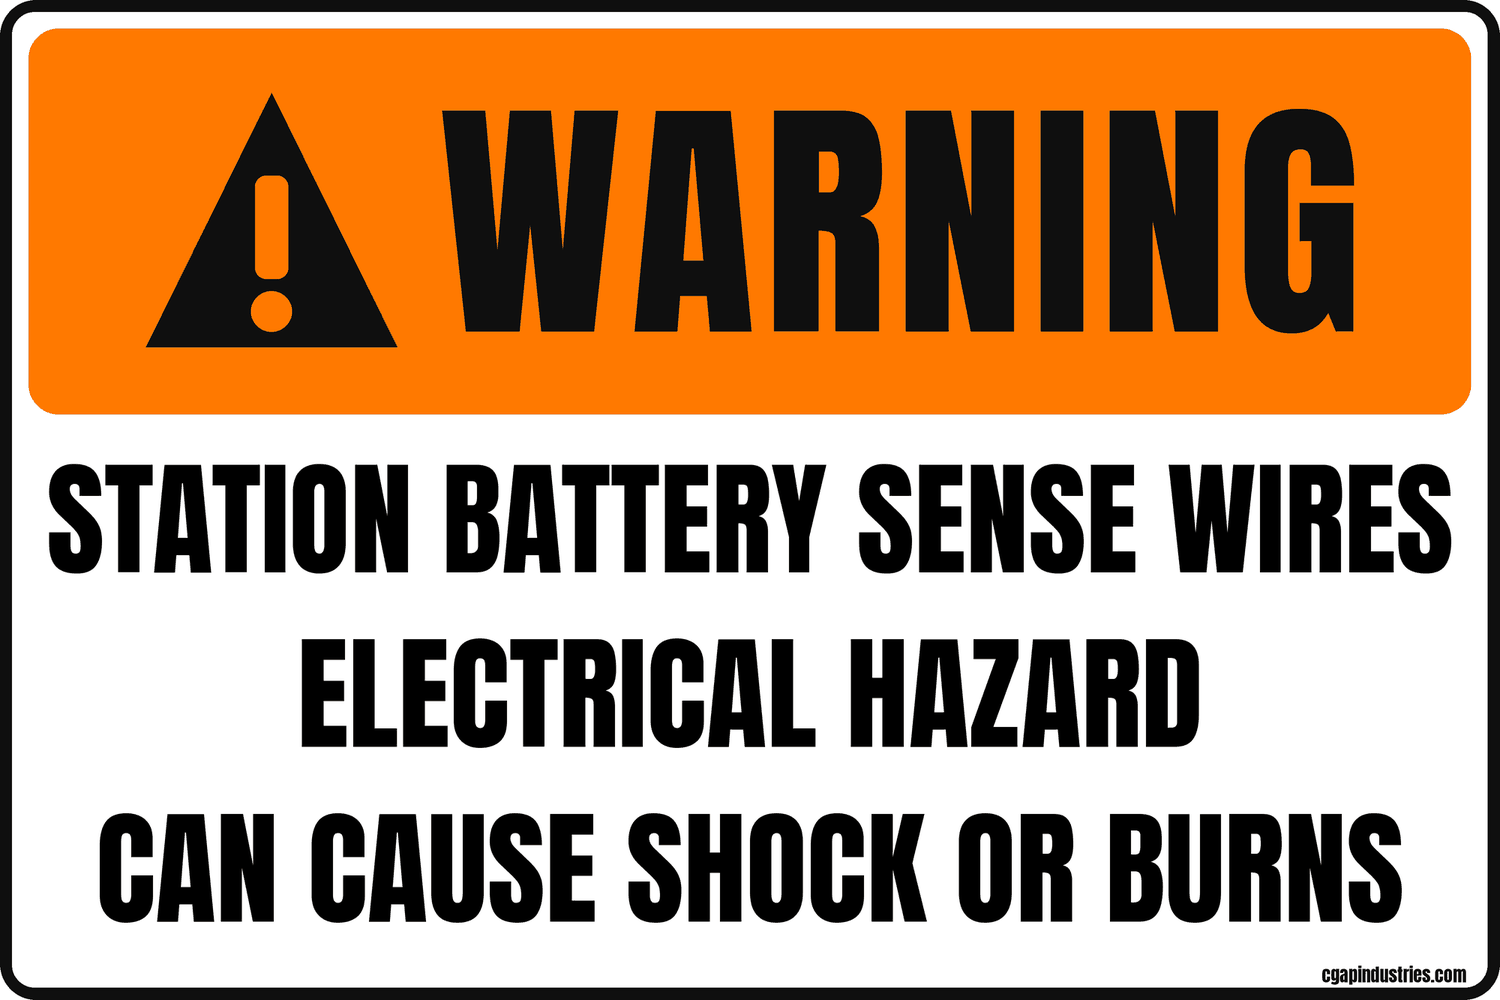 WARNING
STATION BATTERY SENSE WIRES
ELECTRICAL HAZARD
CAN CAUSE SHOCK OR BURNS
cgapindustries.com